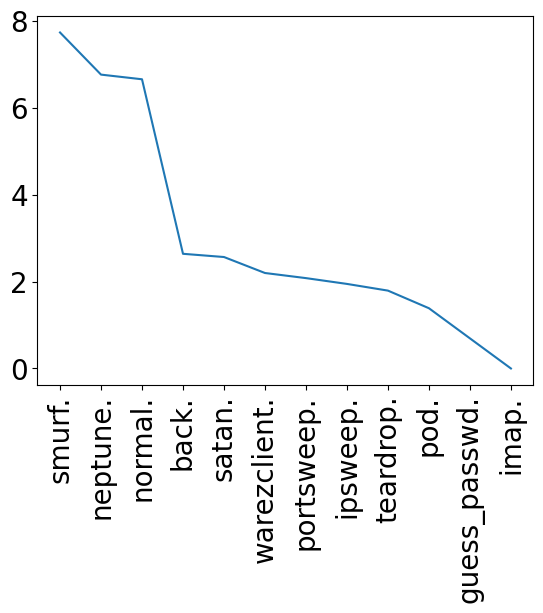 8
6
4
2
0
smurf.
neptune.
normal.
back.
satan.
warezclient.
portsweep.
ipsweep.
teardrop.
pod.
guess_passwd.
imap.